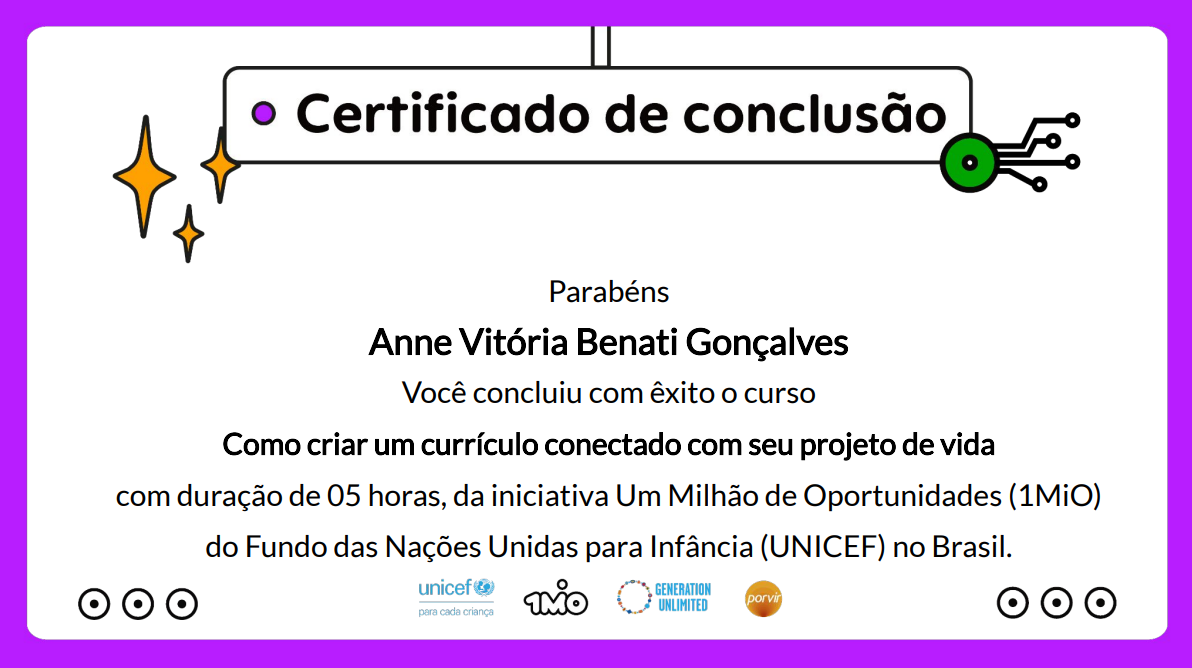 Certificado de conclusão
Parabéns
Anne Vitória Benati Gonçalves
Você concluiu com êxito o curso
Como criar um currículo conectado com seu projeto de vida
com duração de 05 horas, da iniciativa Um Milhão de Oportunidades (1MiO)
do Fundo das Nações Unidas para Infância (UNICEF) no Brasil.
unicef
para cada criança
1MiO
GENERATION
UNLIMITED
porvir